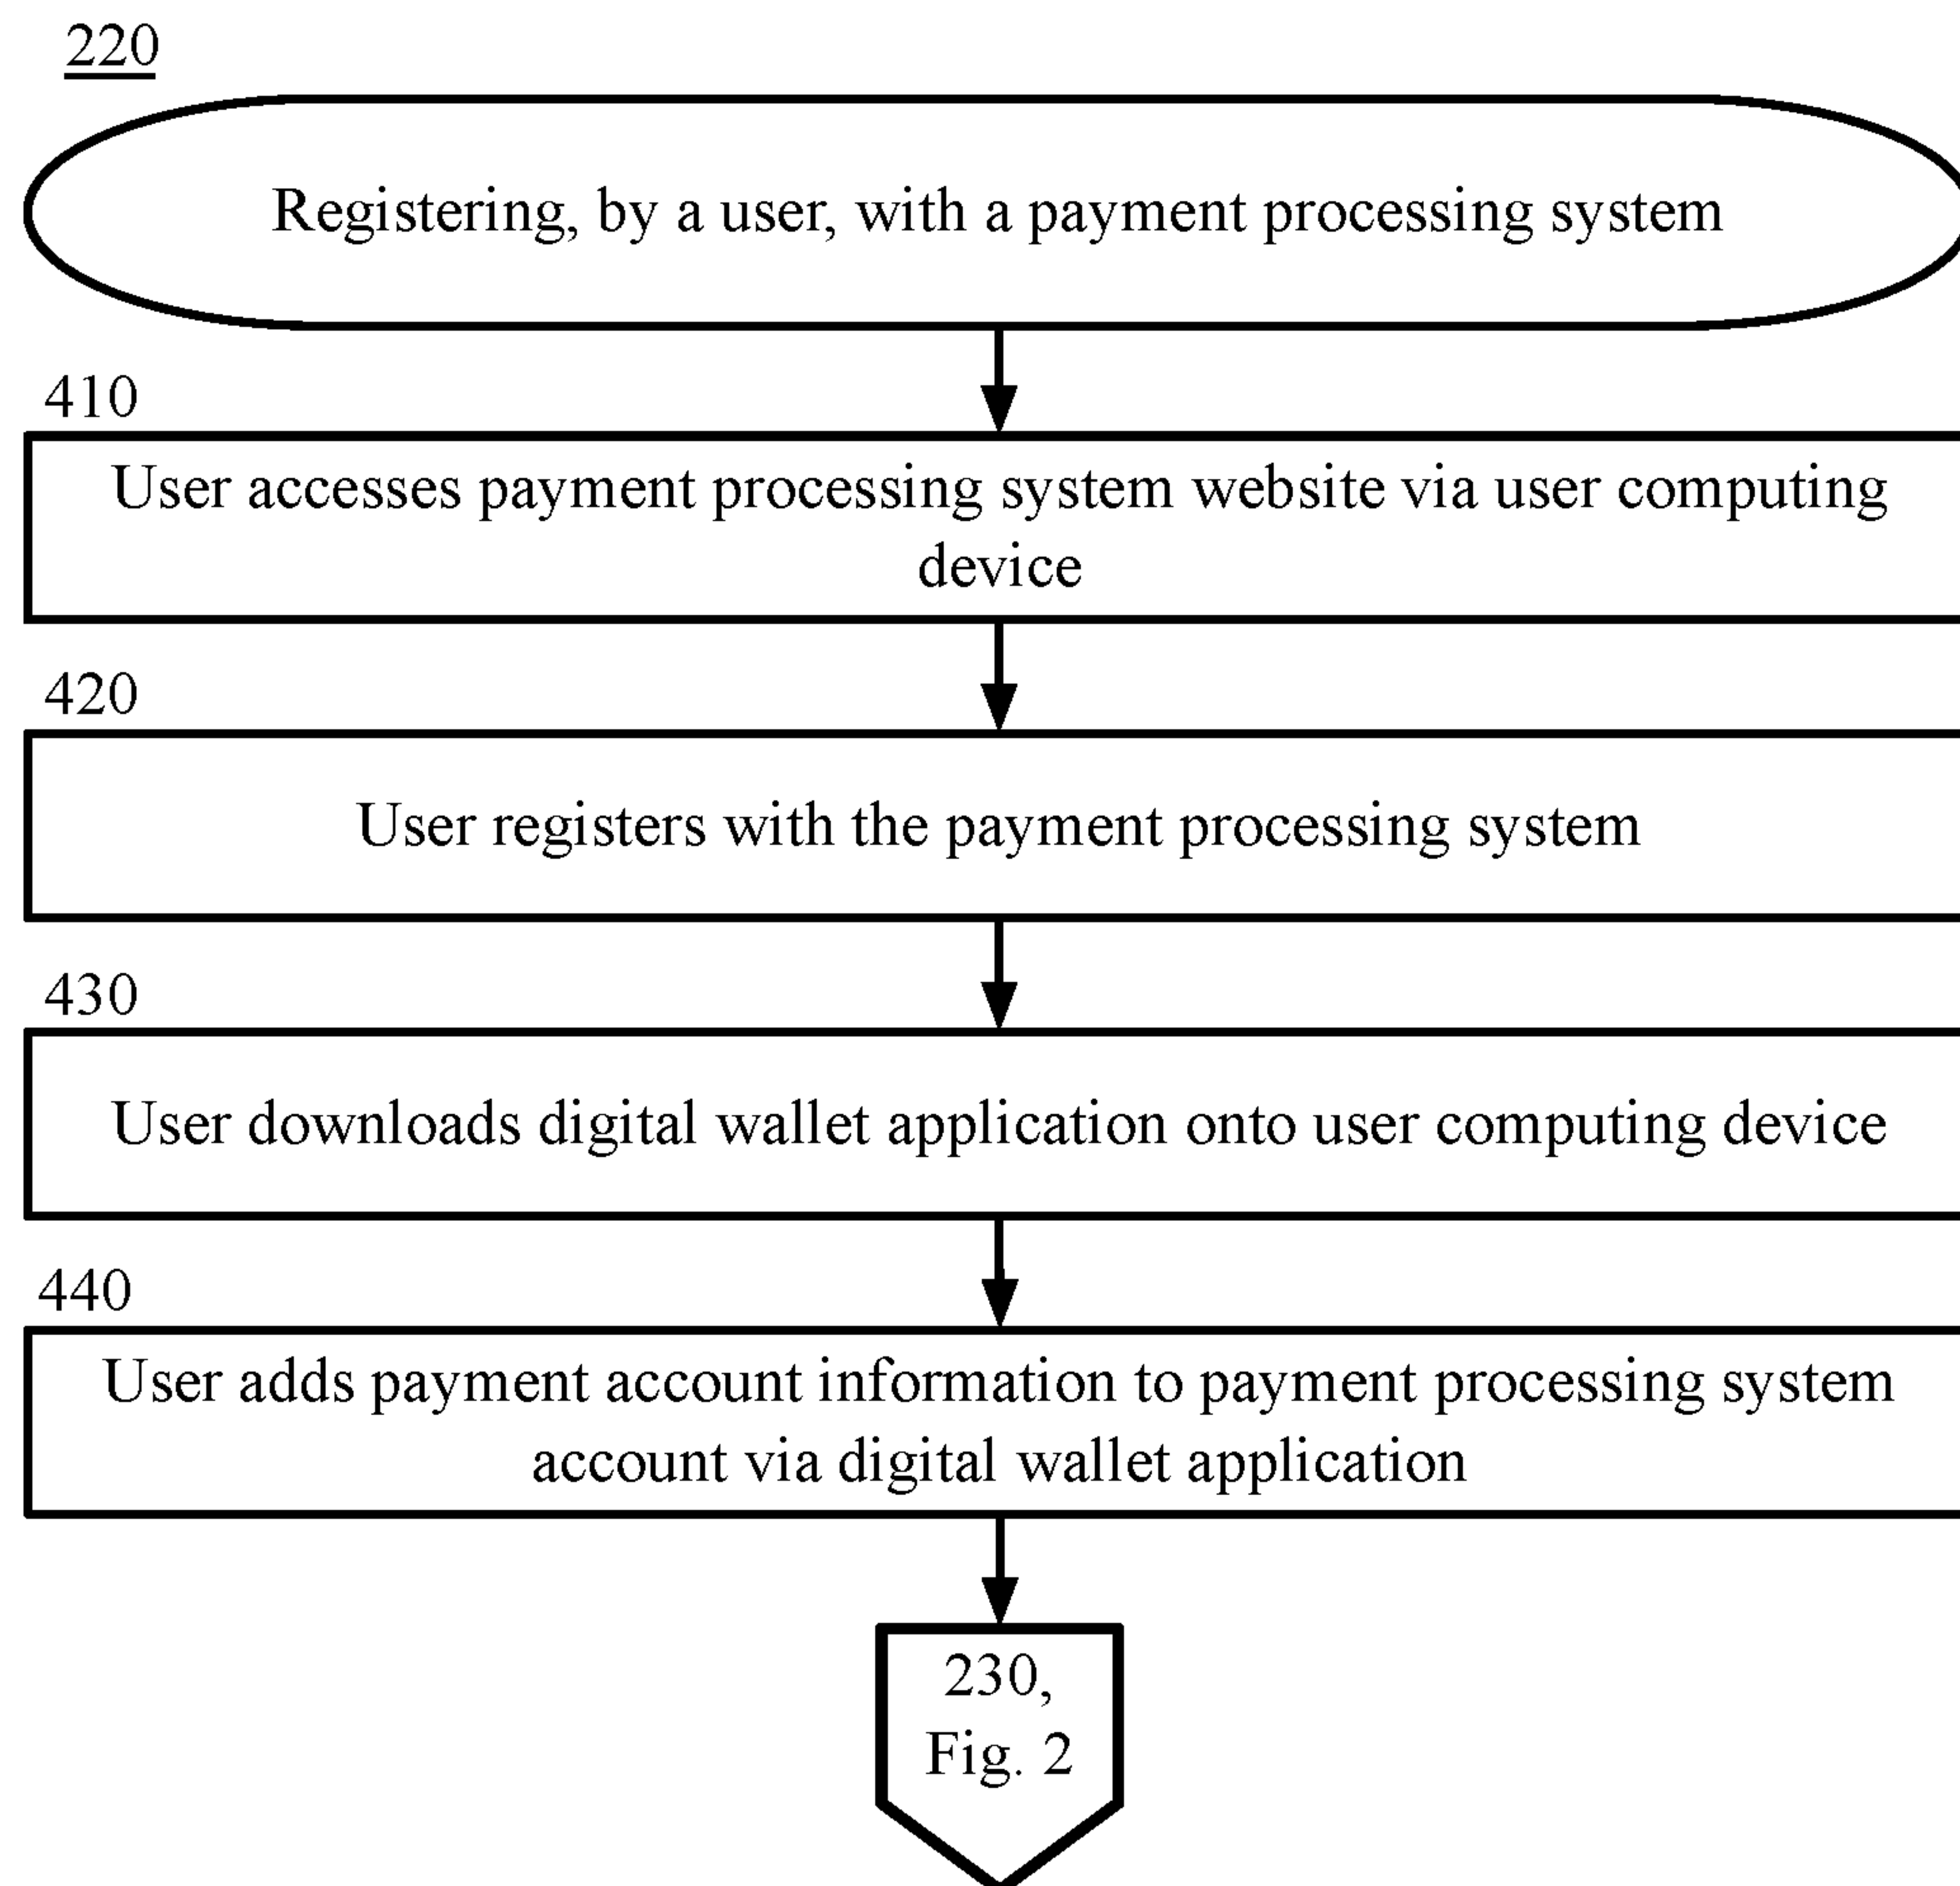 220
Registering, by a user, with a payment processing system
410
User accesses payment processing system website via user computing
device
420
User registers with the payment processing system
430
User downloads digital wallet application onto user computing device
440
User adds payment account information to payment processing system
account via digital wallet application
230,
Fig. 2